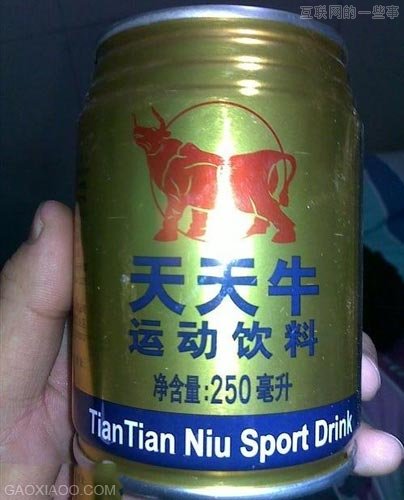 互联网的一些事
天天牛
运动饮料
净含量:250毫升
TianTian Niu Sport Drink
GAOXIAOO.COM